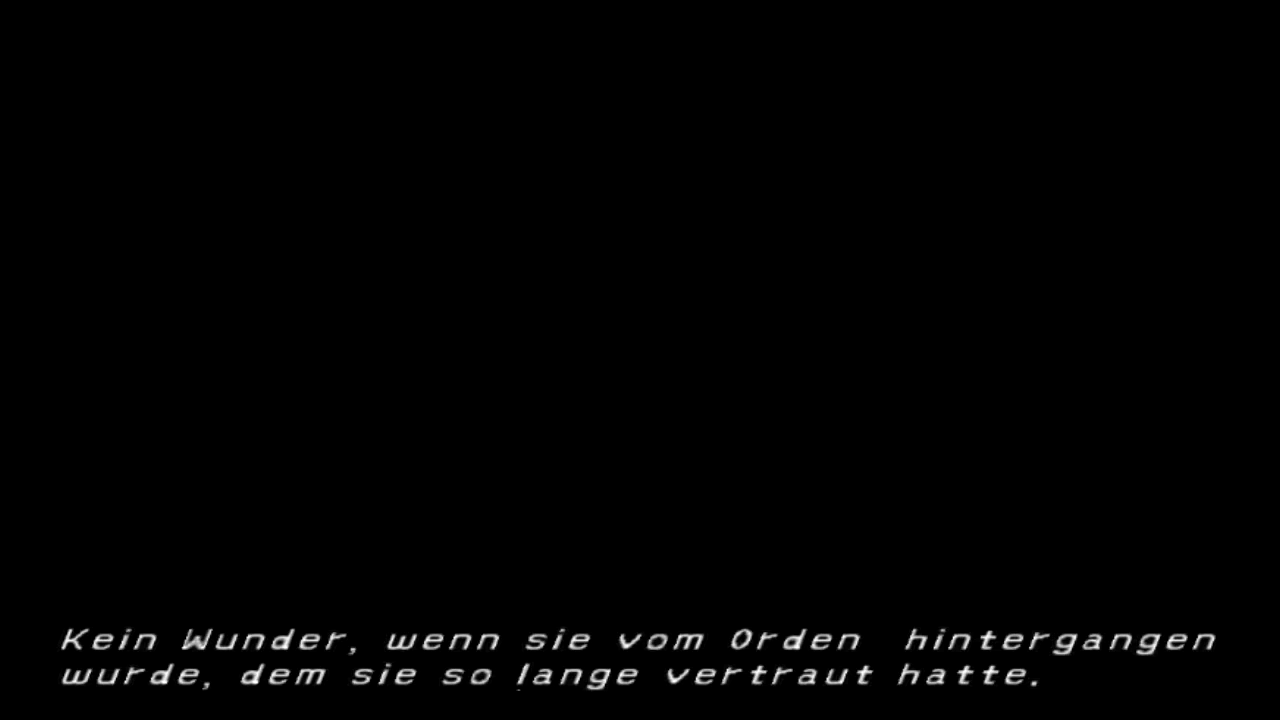 Kein Wunder, wenn sie vom Orden  hintergangen
wurde, dem sie so lange vertraut hatte.